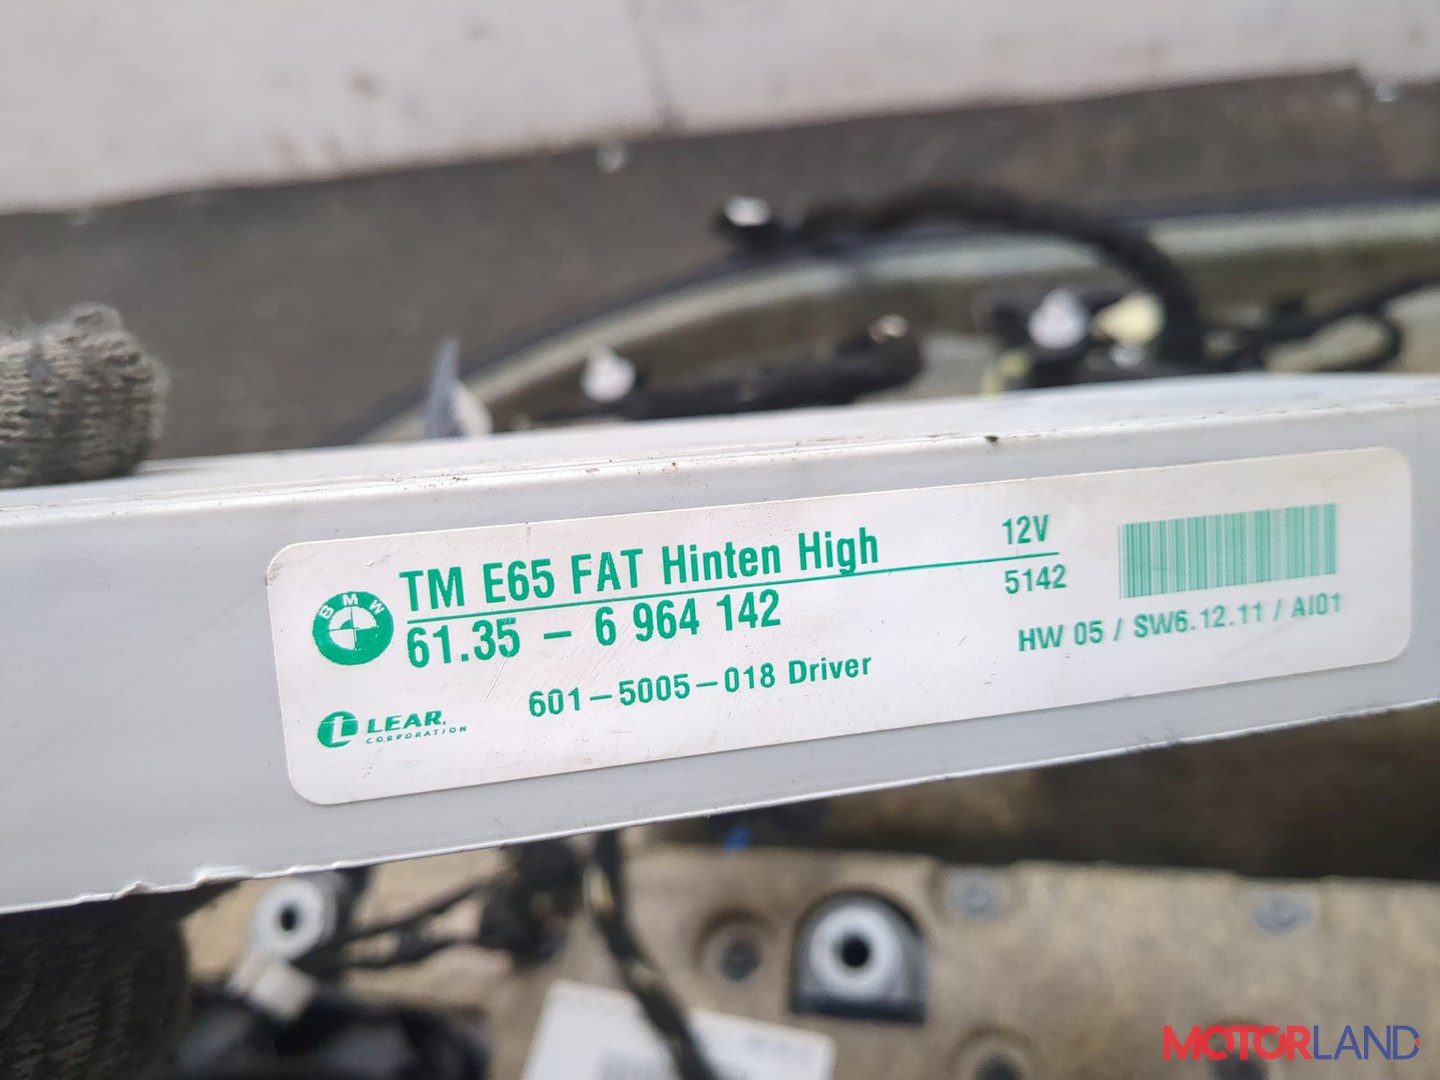 BMW
TM E65 FAT Hinten High
12V
61.35 - 6 964 142
5142
601-5005-018 Driver
HW 05 / SW6.12.11 / AI01
LEAR.
CORPORATION
MOTORLAND